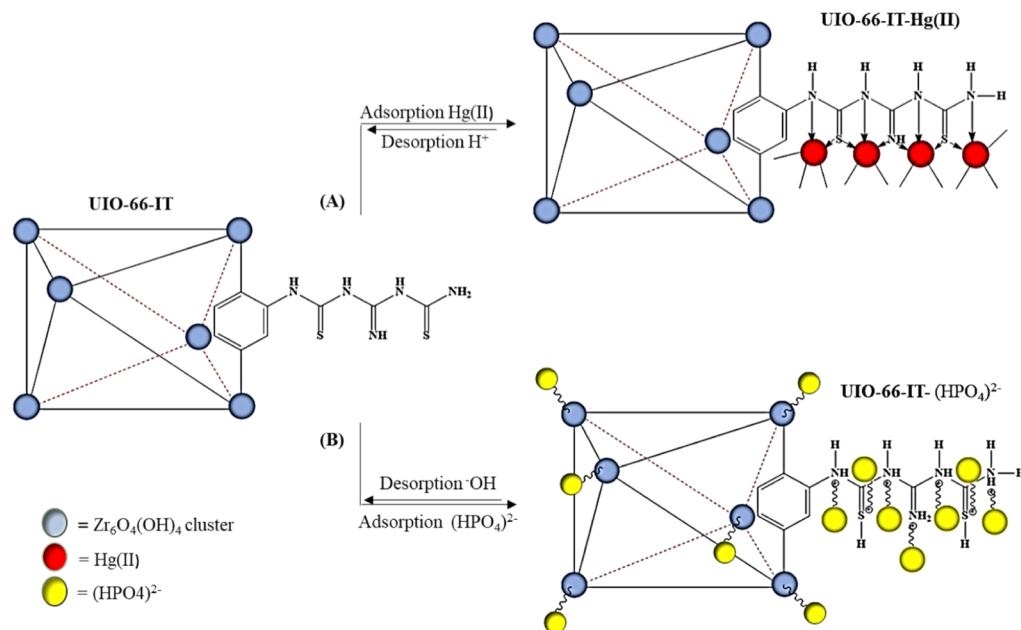 UIO-66-IT-Hg(II)
H H H H
N N N N—H
S NH S
Adsorption Hg(II)
Desorption H⁺
(A)
UIO-66-IT
H H H
N N N NH₂
S NH S
UIO-66-IT- (HPO₄)²⁻
(B)
H H H H
NH NH NH N—H
H
S NH₂ S
H H
Desorption ⁻OH
Adsorption (HPO₄)²⁻
= Zr₆O₄(OH)₄ cluster
= Hg(II)
= (HPO4)²⁻